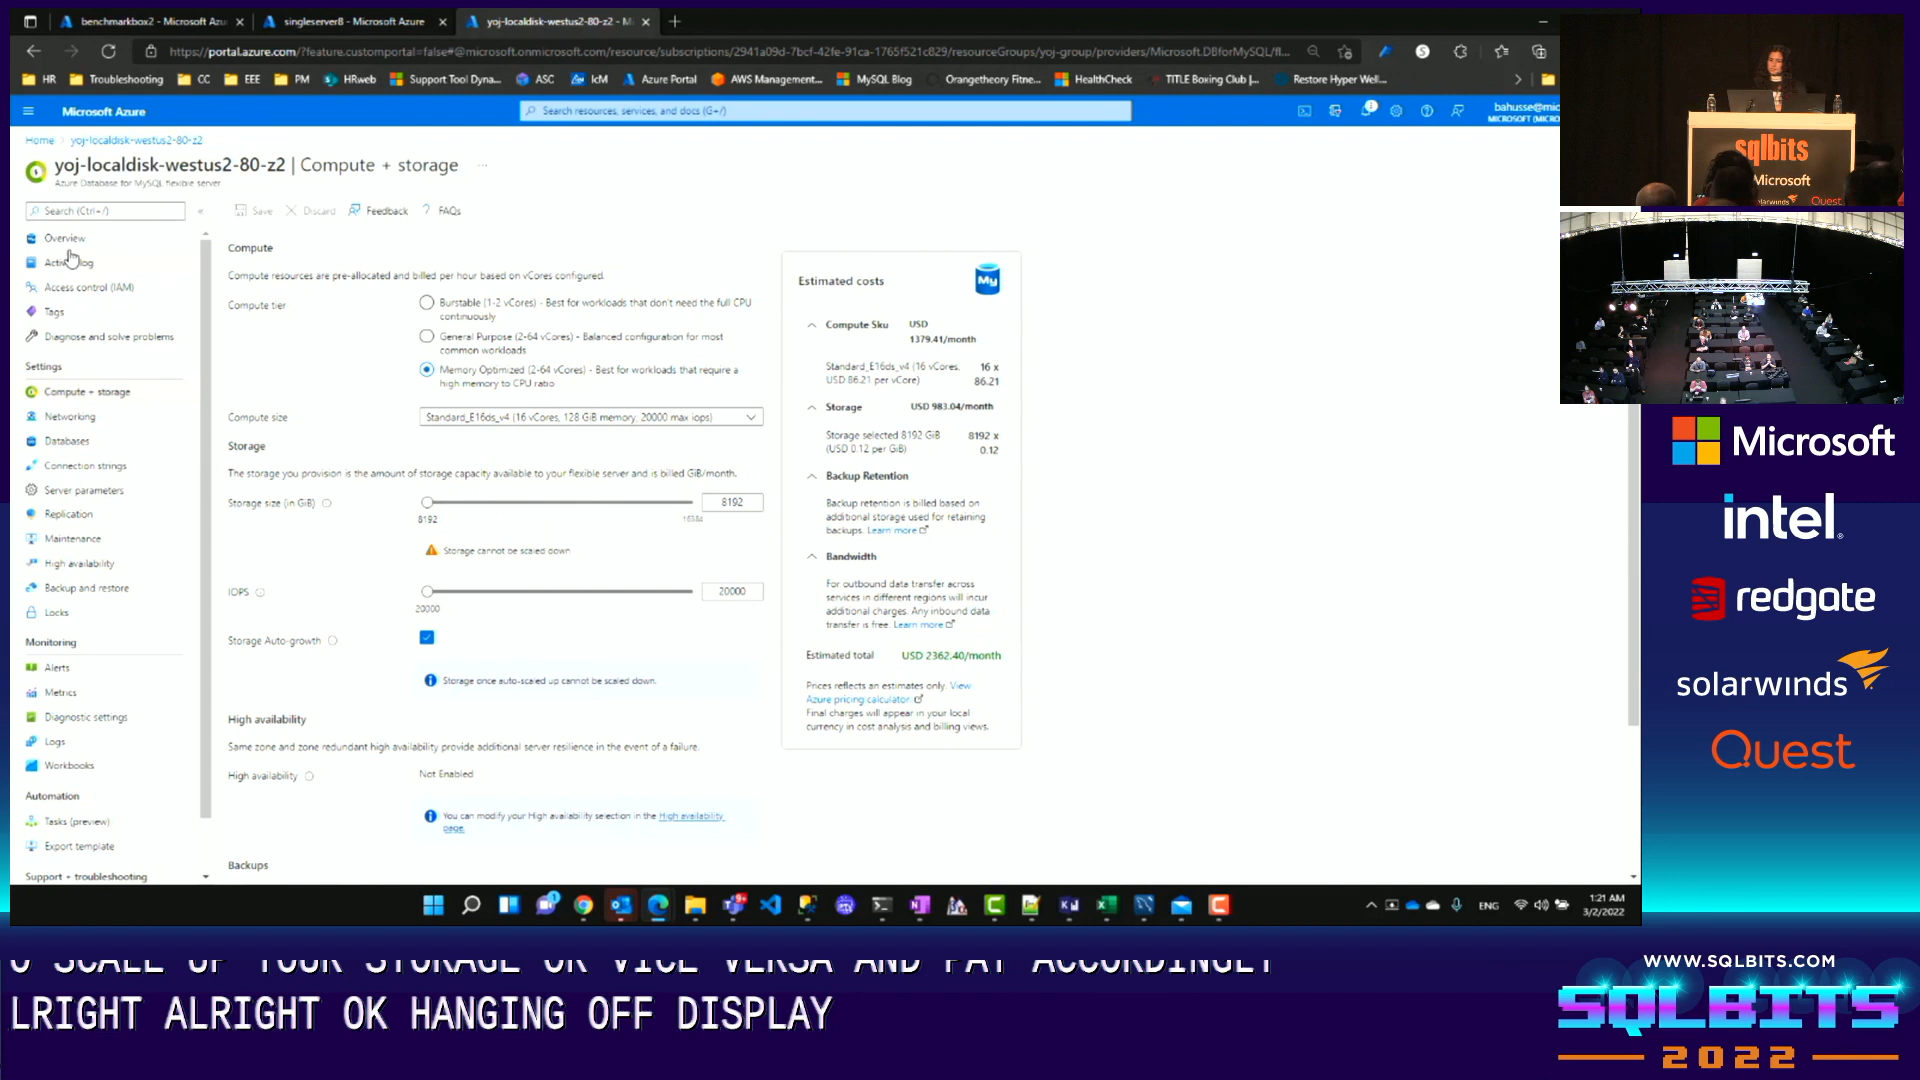 benchmarkbox2 - Microsoft Azu
singleserver8 - Microsoft Azure
yoj-localdisk-westus2-80-z2 - M
https://portal.azure.com/?feature.customportal=false#@microsoft.onmicrosoft.com/resource/subscriptions/2941a09d-7bcf-42fe-91ca-1765f521c829/resourceGroups/yoj-group/providers/Microsoft.DBforMySQL/fl...
HR
Troubleshooting
CC
EEE
PM
HRweb
Support Tool Dyna...
ASC
IcM
Azure Portal
AWS Management...
MySQL Blog
Orangetheory Fitne...
HealthCheck
TITLE Boxing Club |...
Restore Hyper Well...
Microsoft Azure
Search resources, services, and docs (G+/)
bahusse@mic
MICROSOFT (MICRO
Home > yoj-localdisk-westus2-80-z2
yoj-localdisk-westus2-80-z2 | Compute + storage ...
Azure Database for MySQL flexible server
Search (Ctrl+/)
Save
Discard
Feedback
FAQs
Overview
Access control (IAM)
Tags
Diagnose and solve problems
Settings
Compute + storage
Networking
Databases
Connection strings
Server parameters
Replication
Maintenance
High availability
Backup and restore
Locks
Monitoring
Alerts
Metrics
Diagnostic settings
Logs
Workbooks
Automation
Tasks (preview)
Export template
Support + troubleshooting
Compute
Compute resources are pre-allocated and billed per hour based on vCores configured.
Compute tier
Burstable (1-2 vCores) - Best for workloads that don't need the full CPU
continuously
General Purpose (2-64 vCores) - Balanced configuration for most
common workloads
Memory Optimized (2-64 vCores) - Best for workloads that require a
high memory to CPU ratio
Compute size
Standard_E16ds_v4 (16 vCores, 128 GiB memory, 20000 max iops)
Storage
The storage you provision is the amount of storage capacity available to your flexible server and is billed GiB/month.
Storage size (in GiB)
8192
8192
16384
Storage cannot be scaled down
IOPS
20000
20000
Storage Auto-growth
Storage once auto-scaled up cannot be scaled down.
High availability
Same zone and zone redundant high availability provide additional server resilience in the event of a failure.
High availability
Not Enabled
You can modify your High availability selection in the High availability
page.
Backups
Estimated costs
My
Compute Sku
USD
1379.41/month
Standard_E16ds_v4 (16 vCores, 16 x
USD 86.21 per vCore) 86.21
Storage
USD 983.04/month
Storage selected 8192 GiB 8192 x
(USD 0.12 per GiB) 0.12
Backup Retention
Backup retention is billed based on
additional storage used for retaining
backups. Learn more
Bandwidth
For outbound data transfer across
services in different regions will incur
additional charges. Any inbound data
transfer is free. Learn more
Estimated total USD 2362.40/month
Prices reflects an estimates only. View
Azure pricing calculator.
Final charges will appear in your local
currency in cost analysis and billing views.
ENG
1:21 AM
3/2/2022
sqlbits
Microsoft
solarwinds
Quest
Microsoft
intel.
redgate
solarwinds
Quest
O SCALE UP YOUR STORAGE OR VICE VERSA AND PAY ACCORDINGLY
LRIGHT ALRIGHT OK HANGING OFF DISPLAY
WWW.SQLBITS.COM
SQLBITS
2022